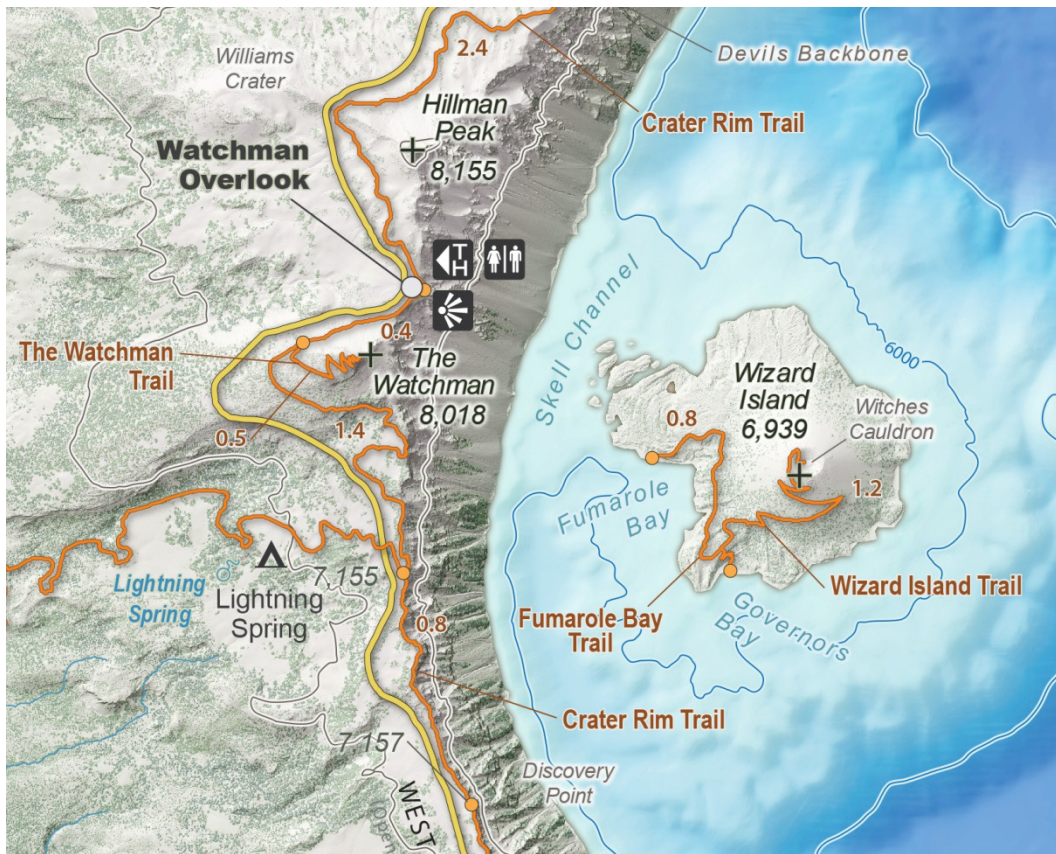 2.4
Devils Backbone
Williams
Crater
Hillman
Peak
8,155
Crater Rim Trail
Watchman
Overlook
TH
Skell Channel
6000
0.4
The Watchman
Trail
The
Watchman
8,018
Wizard
Island
6,939
Witches
Cauldron
0.8
0.5
1.4
1.2
Fumarole
Bay
Lightning
Spring
7,155
Lightning
Spring
Wizard Island Trail
Fumarole Bay
Trail
Governors
Bay
0.8
Crater Rim Trail
7,157
Discovery
Point
WEST